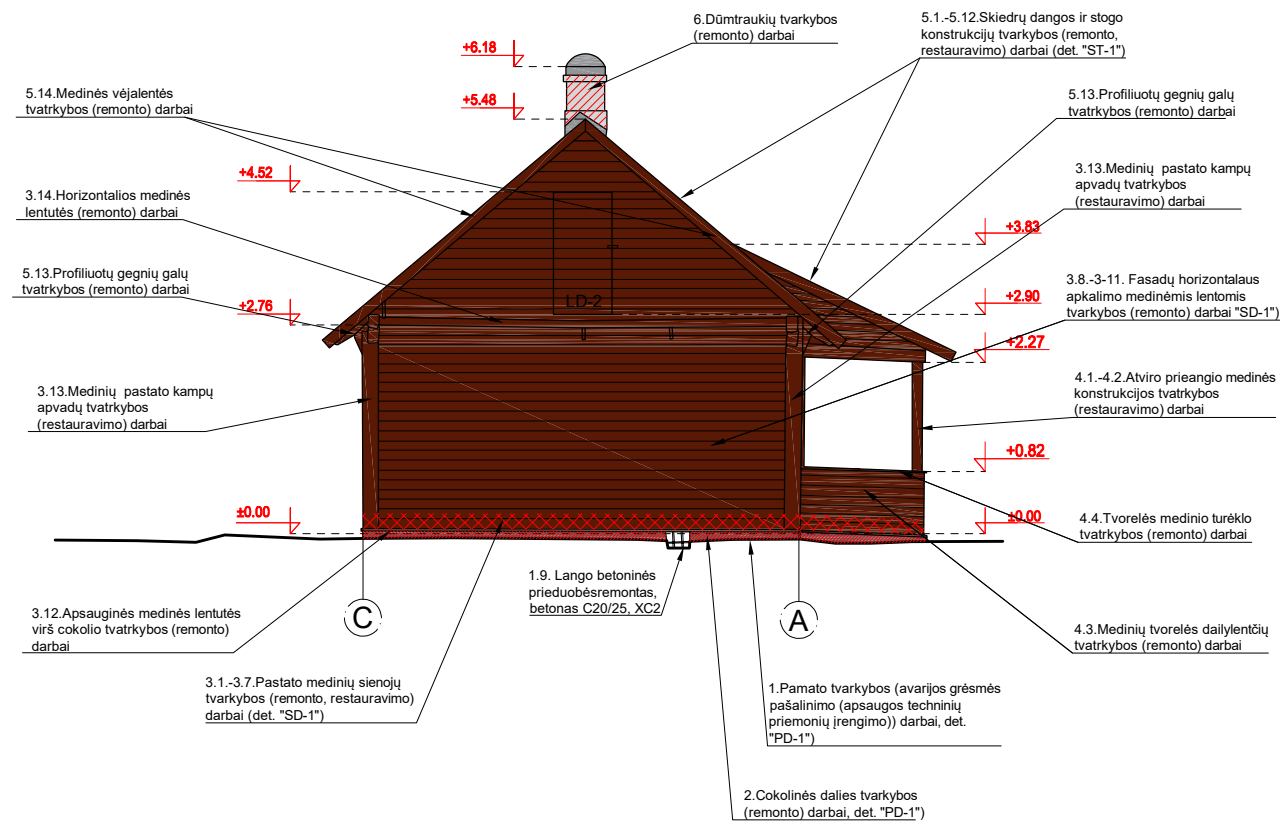 6.Dūmtraukių tvarkybos
(remonto) darbai
5.1.-5.12.Skiedrų dangos ir stogo
konstrukcijų tvarkybos (remonto,
restauravimo) darbai (det. "ST-1")
+6.18
+5.48
5.14.Medinės vėjalentės
tvatrkybos (remonto) darbai
5.13.Profiliuotų gegnių galų
tvatrkybos (remonto) darbai
+4.52
3.14.Horizontalios medinės
lentutės (remonto) darbai
3.13.Medinių pastato kampų
apvadų tvatrkybos
(restauravimo) darbai
+3.83
5.13.Profiliuotų gegnių galų
tvatrkybos (remonto) darbai
+2.76
LD-2
+2.90
3.8.-3-11. Fasadų horizontalaus
apkalimo medinėmis lentomis
tvarkybos (remonto) darbai "SD-1")
+2.27
3.13.Medinių pastato kampų
apvadų tvatrkybos
(restauravimo) darbai
4.1.-4.2.Atviro prieangio medinės
konstrukcijos tvatrkybos
(restauravimo) darbai
+0.82
±0.00
±0.00
4.4.Tvorelės medinio turėklo
tvatrkybos (remonto) darbai
1.9. Lango betoninės
prieduobėsremontas,
betonas C20/25, XC2
C
A
3.12.Apsauginės medinės lentutės
virš cokolio tvatrkybos (remonto)
darbai
4.3.Medinių tvorelės dailylentčių
tvatrkybos (remonto) darbai
3.1.-3.7.Pastato medinių sienojų
tvarkybos (remonto, restauravimo)
darbai (det. "SD-1")
1.Pamato tvarkybos (avarijos grėsmės
pašalinimo (apsaugos techninių
priemonių įrengimo)) darbai, det.
"PD-1")
2.Cokolinės dalies tvarkybos
(remonto) darbai, det. "PD-1")